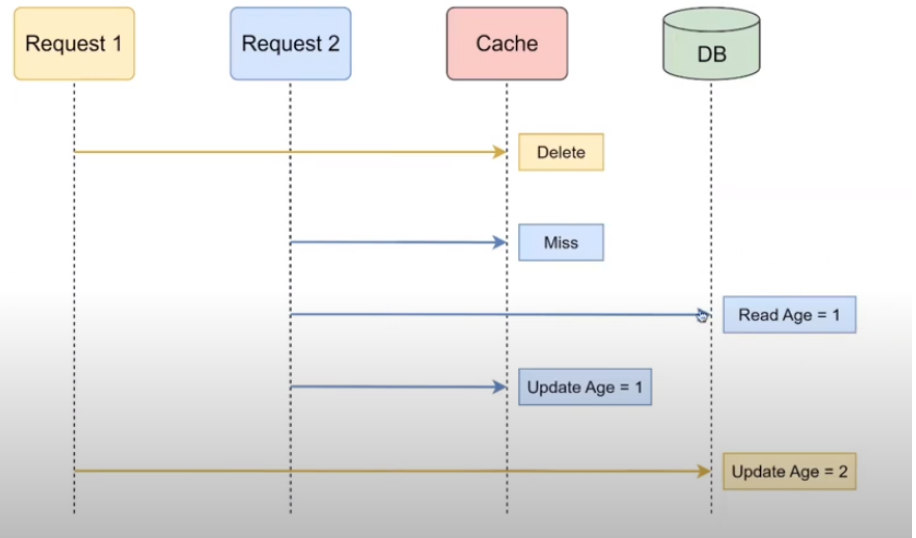 Request 1
Request 2
Cache
DB
Delete
Miss
Read Age = 1
Update Age = 1
Update Age = 2